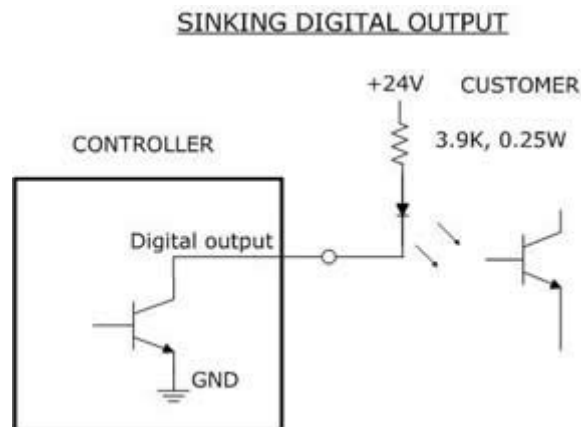 SINKING DIGITAL OUTPUT
+24V CUSTOMER
3.9K, 0.25W
CONTROLLER
Digital output
GND